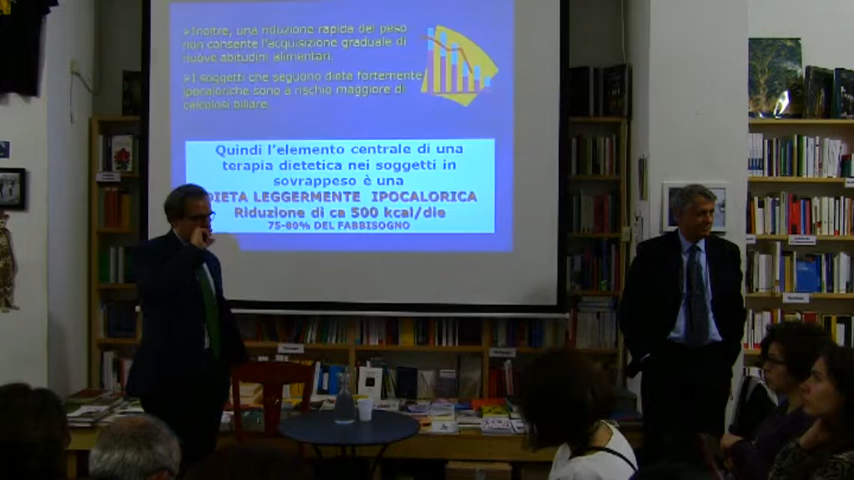 ➢Inoltre, una riduzione rapida del peso
non consente l'acquisizione graduale di
nuove abitudini alimentari.
➢I soggetti che seguono diete fortemente
ipocaloriche sono a rischio maggiore di
calcolosi biliare
Quindi l'elemento centrale di una
terapia dietetica nei soggetti in
sovrappeso è una
DIETA LEGGERMENTE IPOCALORICA
Riduzione di ca 500 kcal/die
75-80% DEL FABBISOGNO